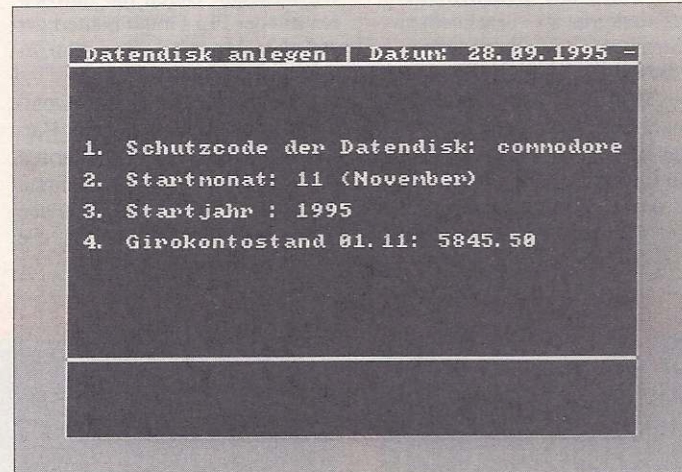 Datendisk anlegen | Datum: 28.09.1995 -
1. Schutzcode der Datendisk: commodore
2. Startmonat: 11 (November)
3. Startjahr : 1995
4. Girokontostand 01.11: 5845.50